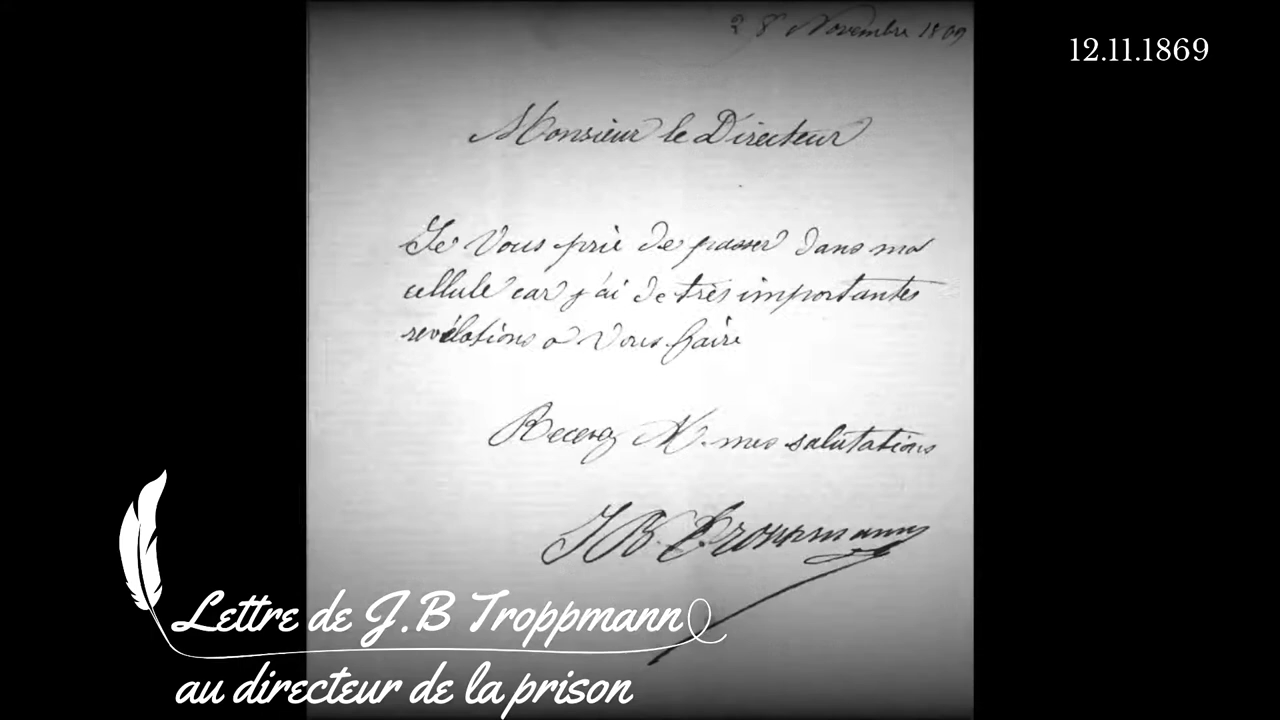 28 Novembre 1869
12.11.1869
Monsieur le Directeur
Je Vous prie de passer dans ma
cellule car j'ai de très importantes
revélations a Vous faire
Recevez M. mes salutations
J B Troppmann
Lettre de J.B Troppmann
au directeur de la prison